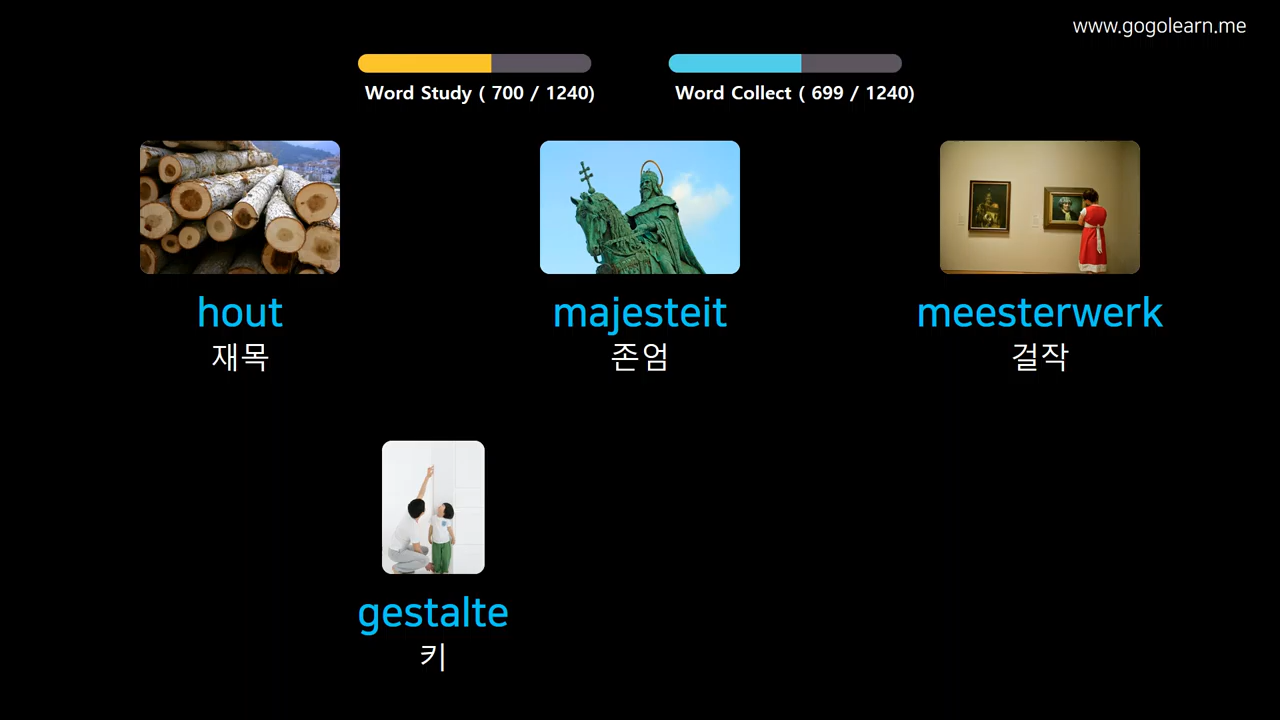 www.gogolearn.me
Word Study ( 700 / 1240)
Word Collect ( 699 / 1240)
hout
재목
majesteit
존엄
meesterwerk
걸작
gestalte
키